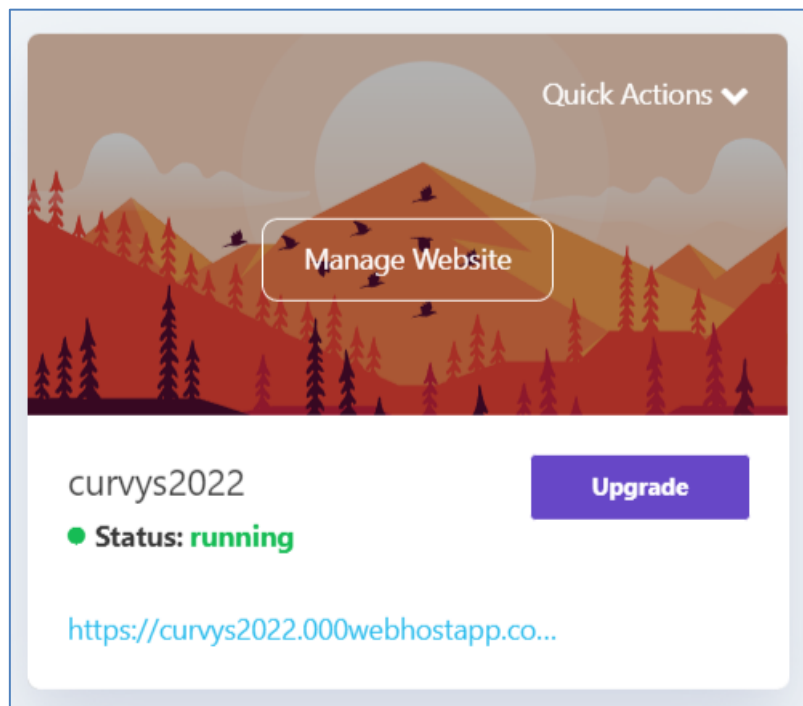 Quick Actions
Manage Website
curvys2022
Upgrade
Status: running
https://curvys2022.000webhostapp.co...